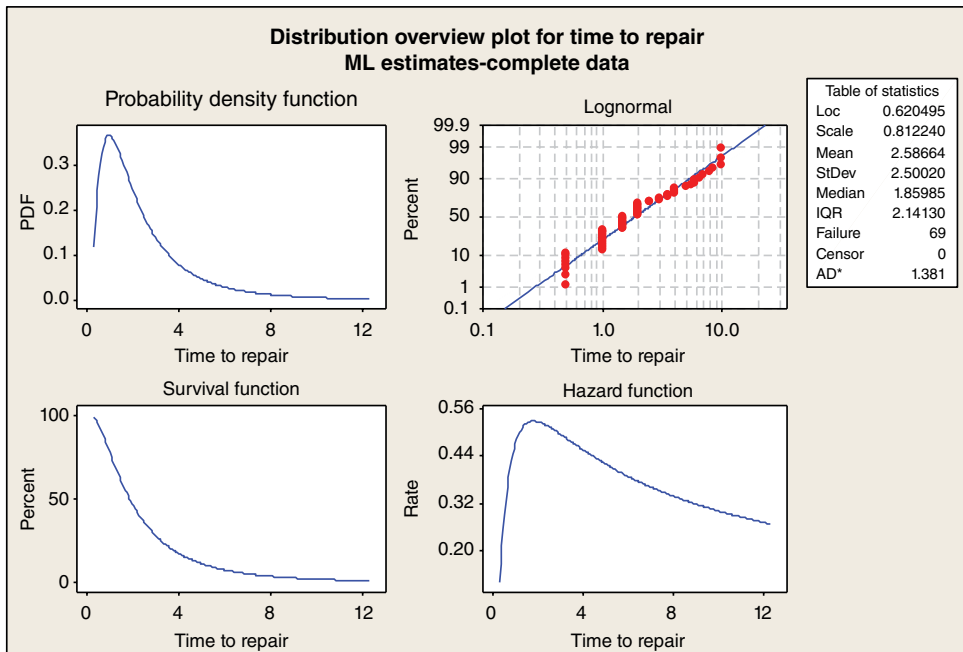 Distribution overview plot for time to repair
ML estimates-complete data
Probability density function
PDF
0.3
0.2
0.1
0.0
0 4 8 12
Time to repair
Lognormal
Percent
99.9
99
90
50
10
1
0.1
0.1 1.0 10.0
Time to repair
Table of statistics
Loc 0.620495
Scale 0.812240
Mean 2.58664
StDev 2.50020
Median 1.85985
IQR 2.14130
Failure 69
Censor 0
AD* 1.381
Survival function
Percent
100
50
0
0 4 8 12
Time to repair
Hazard function
Rate
0.56
0.44
0.32
0.20
0 4 8 12
Time to repair